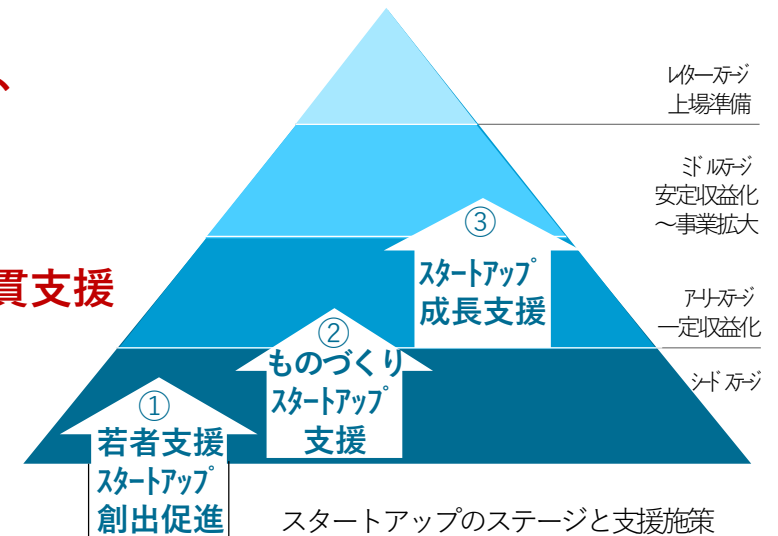 、
貫支援
レイターステージ
上場準備
ミドルステージ
安定収益化
~事業拡大
アーリーステージ
一定収益化
シードステージ
③
スタートアップ
成長支援
②
ものづくり
スタートアップ
支援
①
若者支援
スタートアップ
創出促進
スタートアップのステージと支援施策